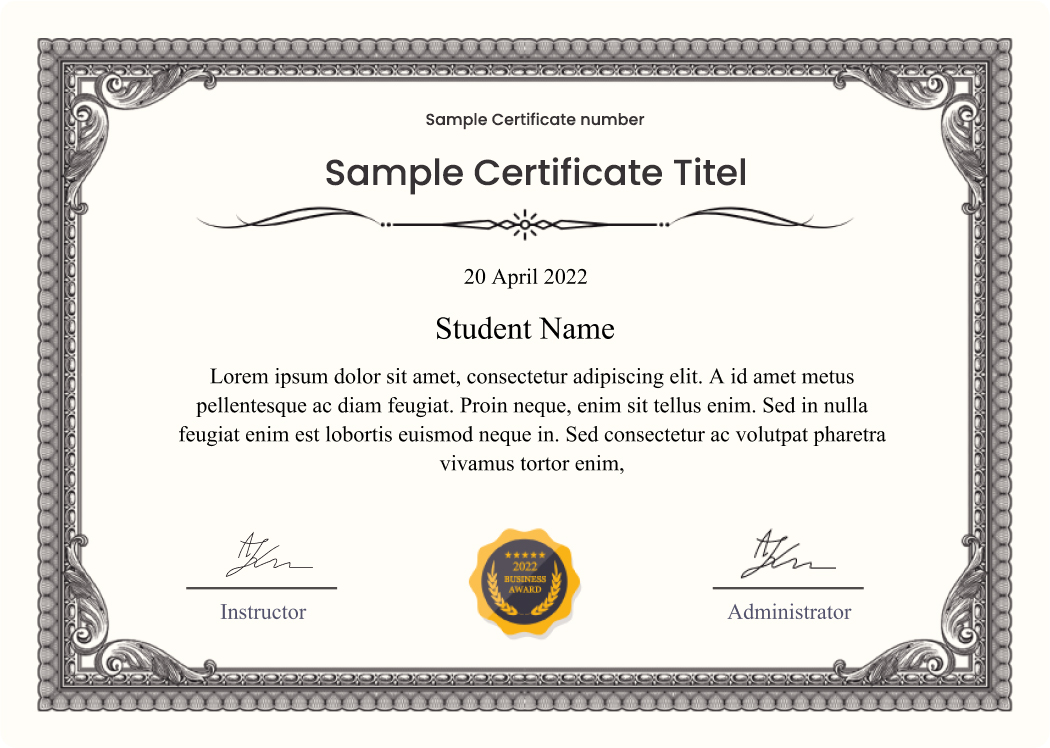 Sample Certificate number
Sample Certificate Titel
20 April 2022
Student Name
Lorem ipsum dolor sit amet, consectetur adipiscing elit. A id amet metus
pellentesque ac diam feugiat. Proin neque, enim sit tellus enim. Sed in nulla
feugiat enim est lobortis euismod neque in. Sed consectetur ac volutpat pharetra
vivamus tortor enim,
2022
BUSINESS
AWARD
Instructor
Administrator